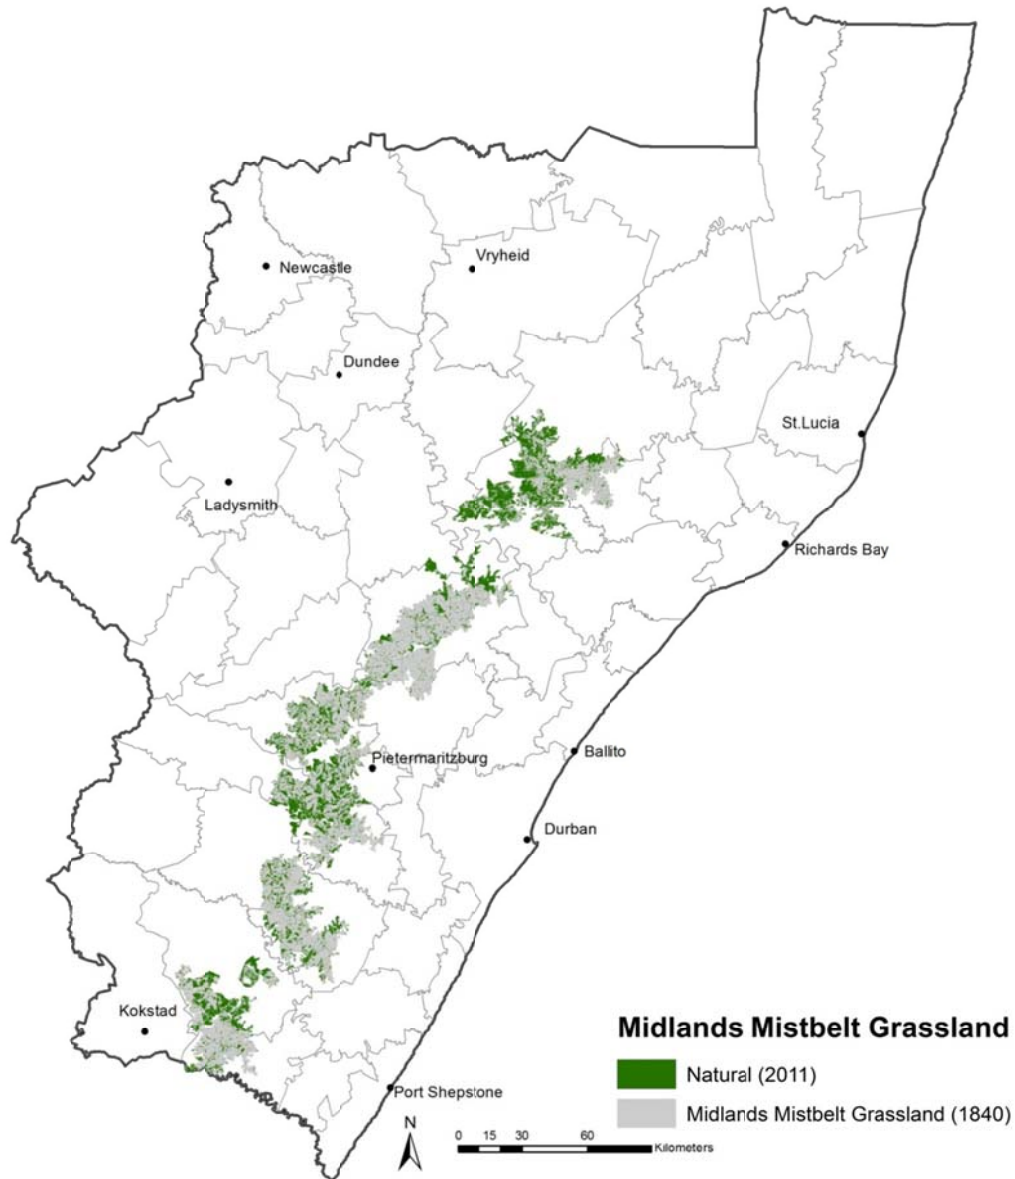 Vryheid
Newcastle
Dundee
St.Lucia
Ladysmith
Richards Bay
Ballito
Pietermaritzburg
Durban
Kokstad
Port Shepstone
Midlands Mistbelt Grassland
Natural (2011)
Midlands Mistbelt Grassland (1840)
N
0 15 30 60
Kilometers